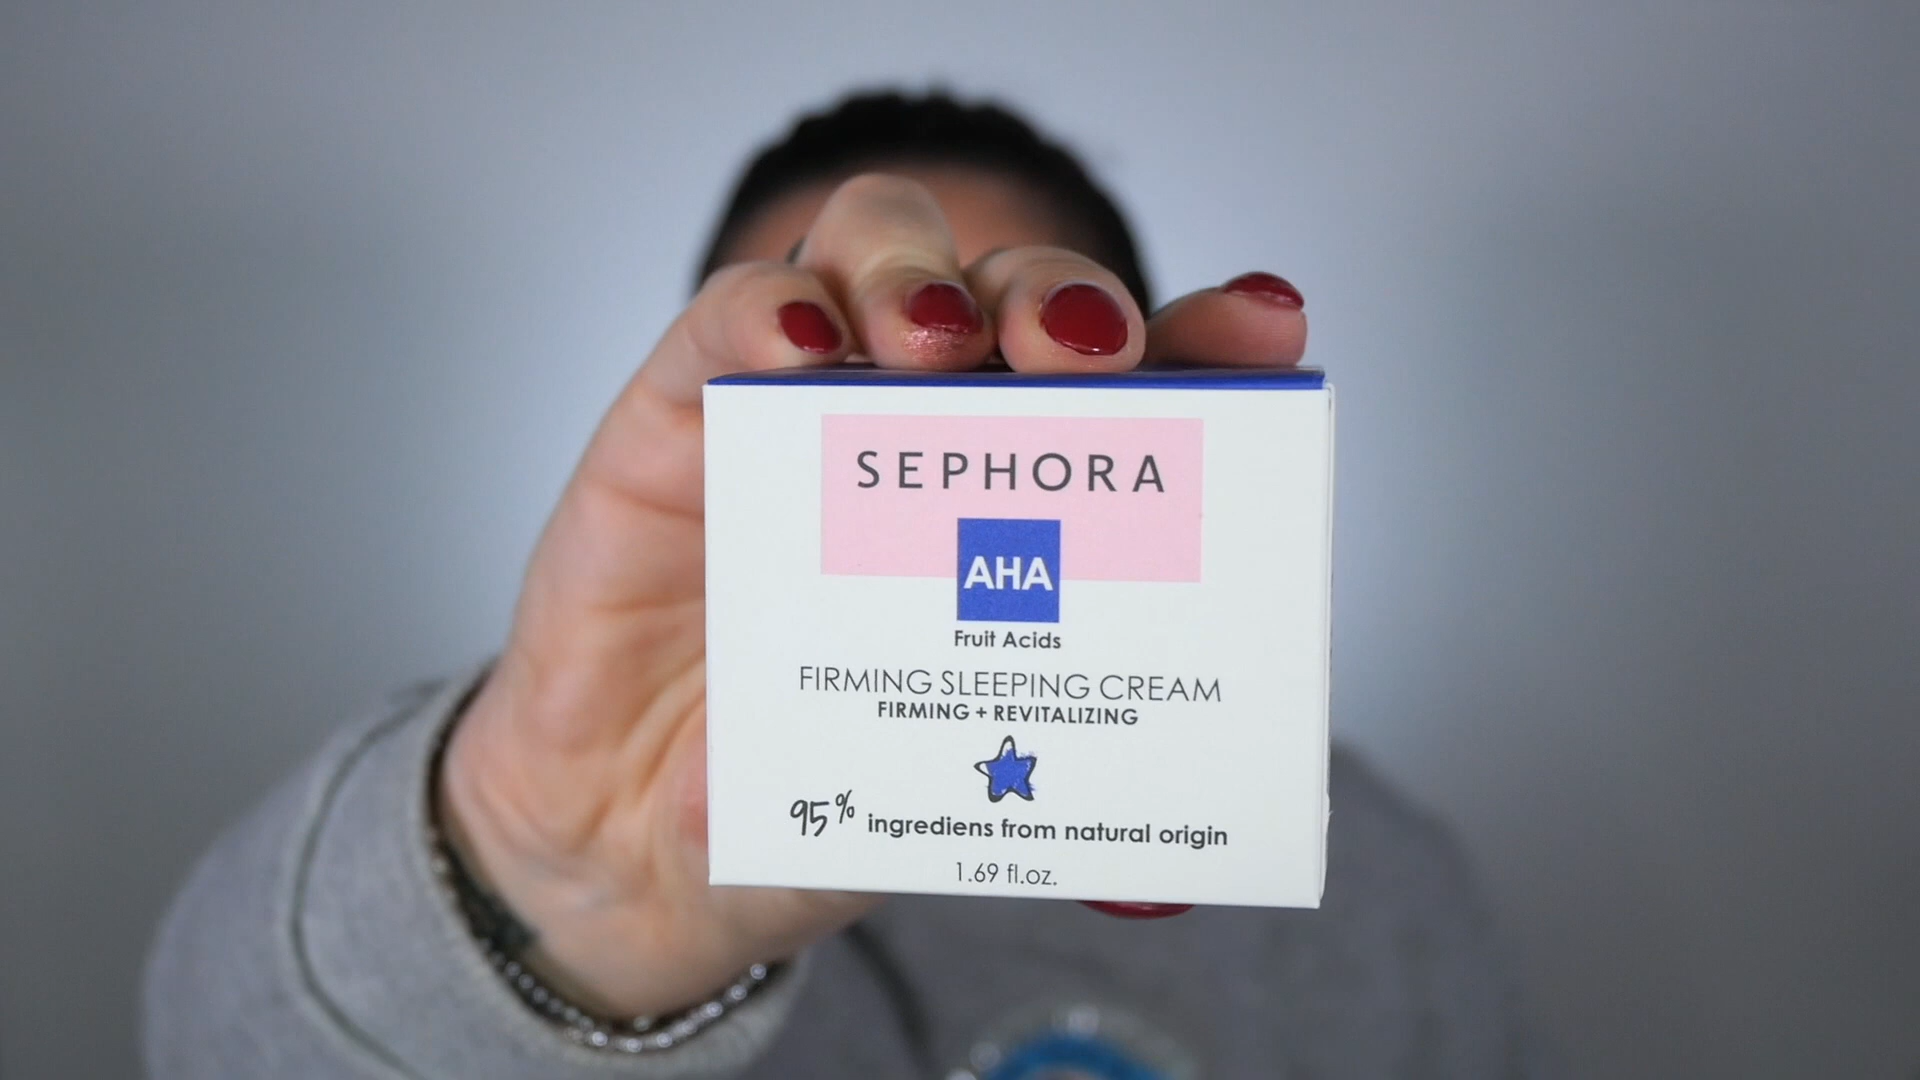 SEPHORA
AHA
Fruit Acids
FIRMING SLEEPING CREAM
FIRMING + REVITALIZING
95% ingrediens from natural origin
1.69 fl.oz.